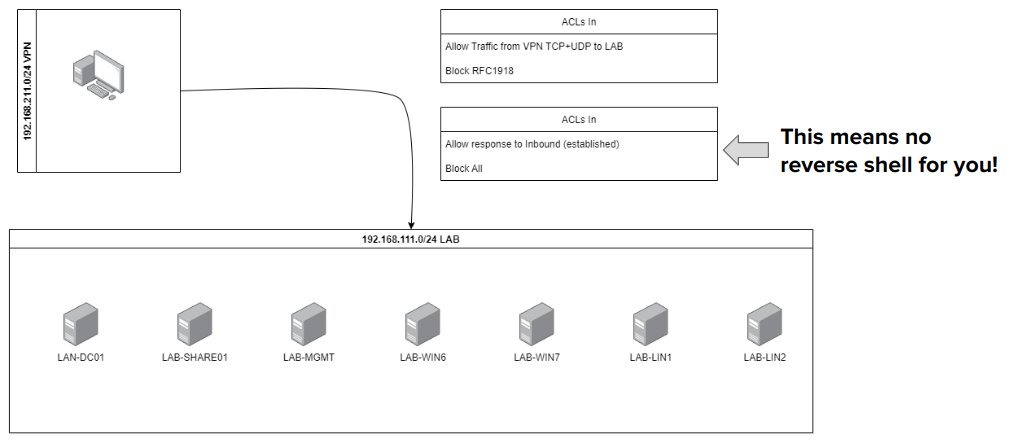 192.168.211.0/24 VPN
ACLs In
Allow Traffic from VPN TCP+UDP to LAB
Block RFC1918
ACLs In
Allow response to Inbound (established)
Block All
This means no
reverse shell for you!
192.168.111.0/24 LAB
LAN-DC01
LAB-SHARE01
LAB-MGMT
LAB-WIN6
LAB-WIN7
LAB-LIN1
LAB-LIN2